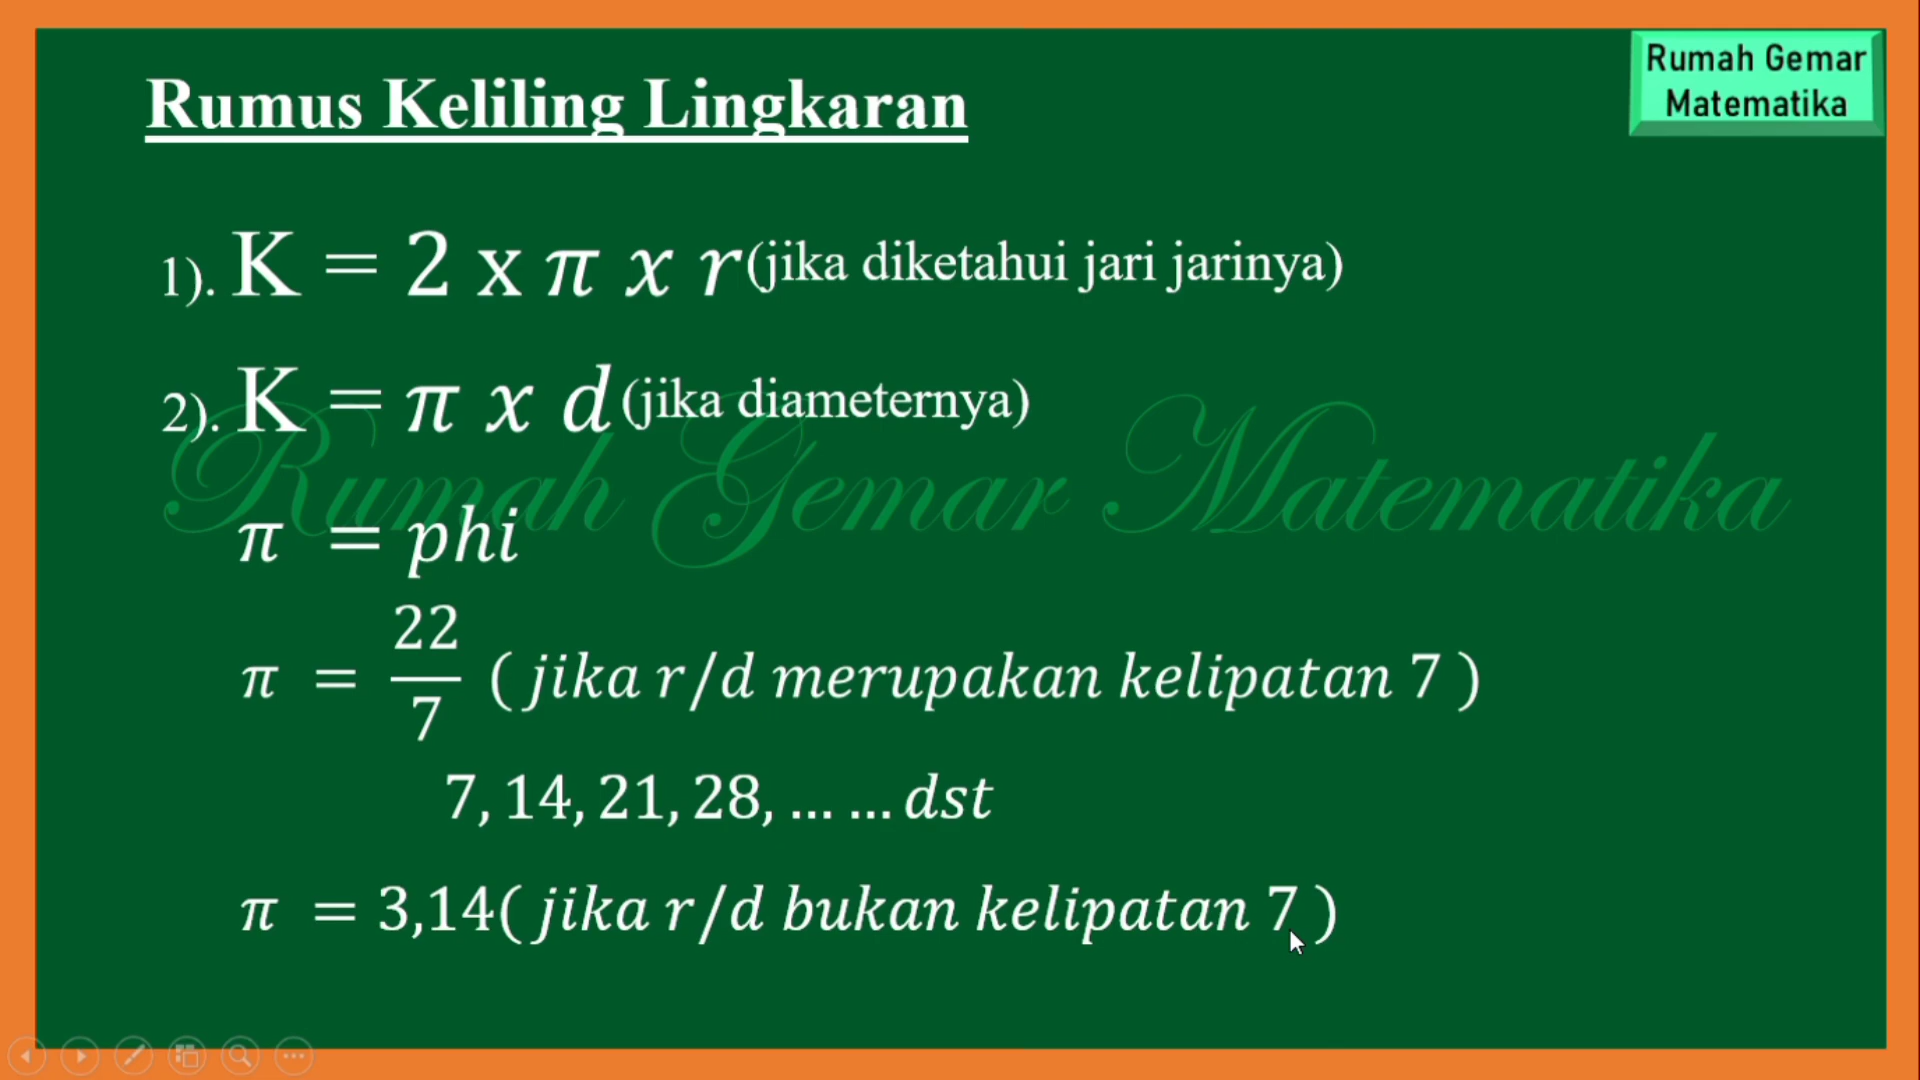 Rumus Keliling Lingkaran
Rumah Gemar
Matematika
1). K = 2 x π x r(jika diketahui jari jarinya)
2). K = π x d(jika diameternya)
Rumah Gemar Matematika
π = phi
π = 22/7 ( jika r/d merupakan kelipatan 7 )
7, 14, 21, 28, ... ... dst
π = 3,14( jika r/d bukan kelipatan 7 )